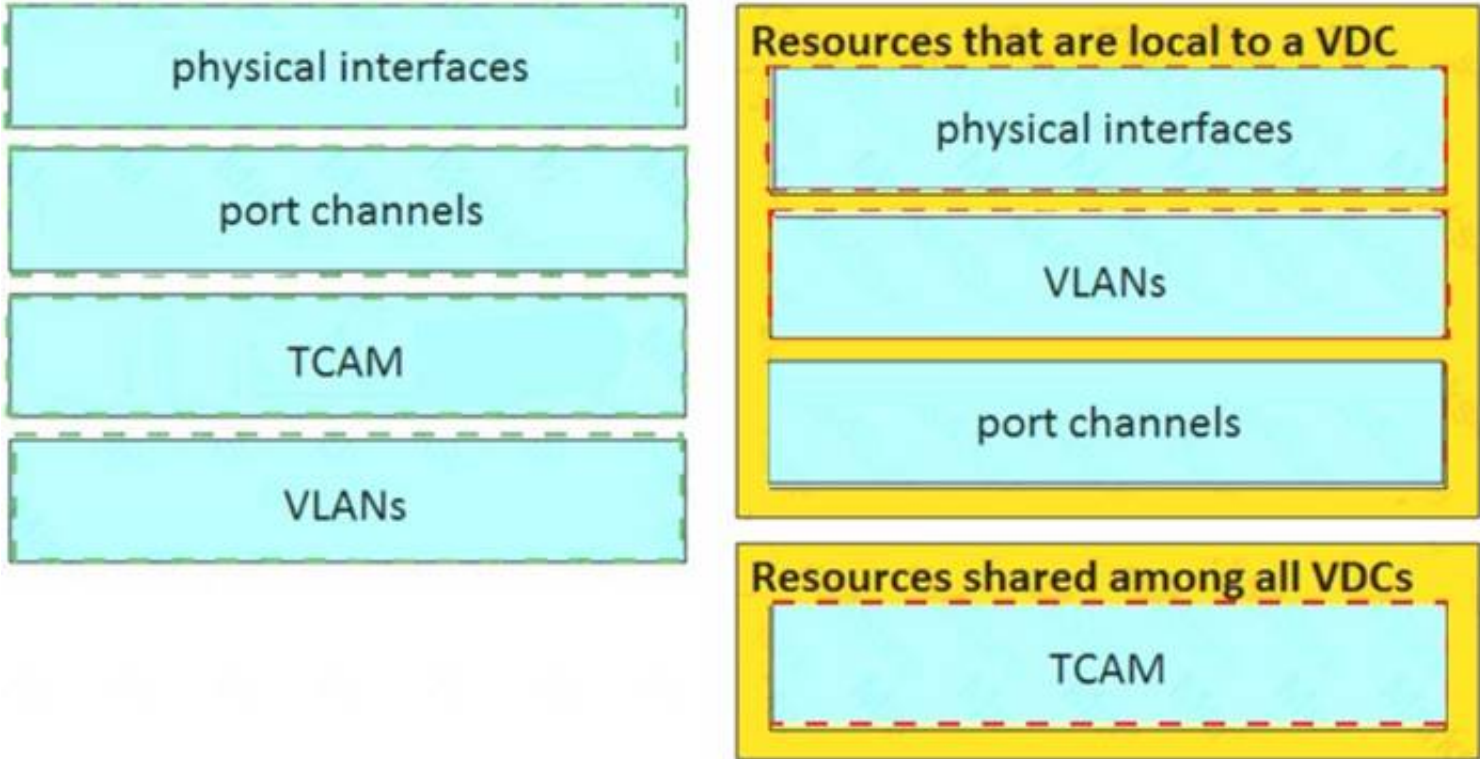 physical interfaces
port channels
TCAM
VLANs
Resources that are local to a VDC
physical interfaces
VLANs
port channels
Resources shared among all VDCs
TCAM